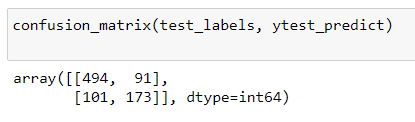 confusion_matrix(test_labels, ytest_predict)
array([[494,  91],
       [101, 173]], dtype=int64)